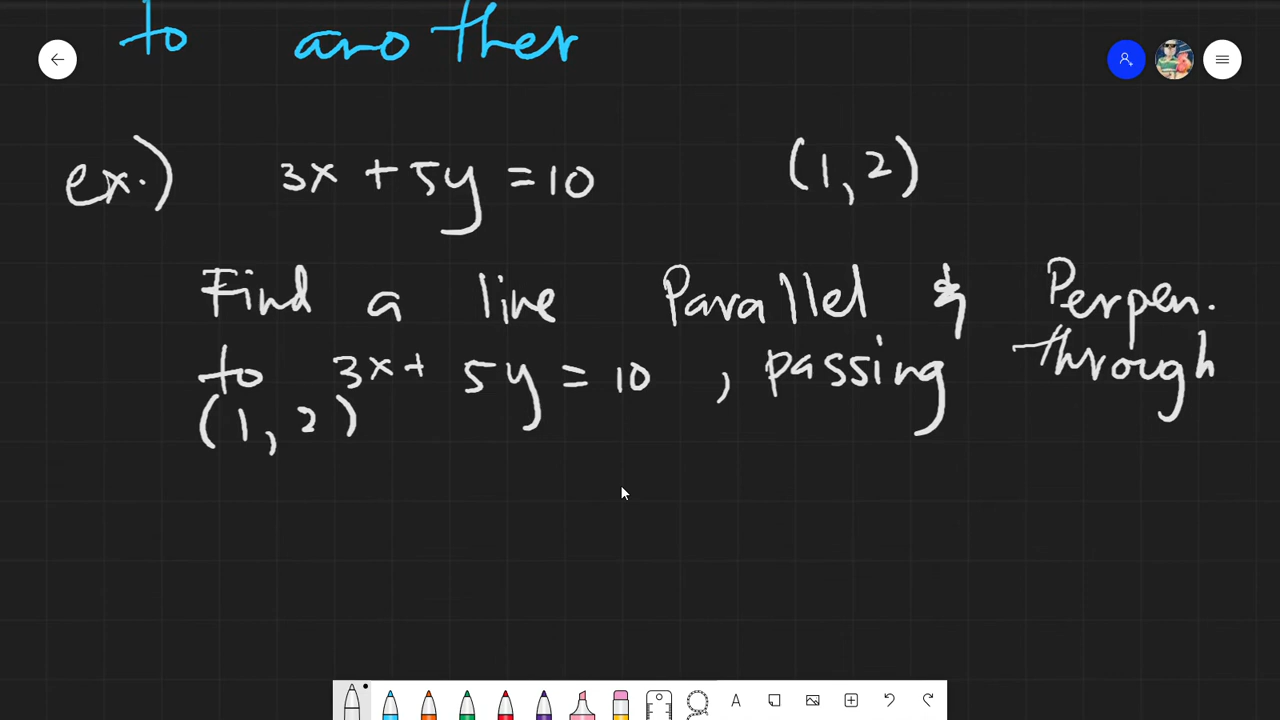 to another
ex.) 3x + 5y = 10 (1, 2)
Find a line Parallel & Perpen.
to 3x + 5y = 10 , passing through
(1, 2)
A